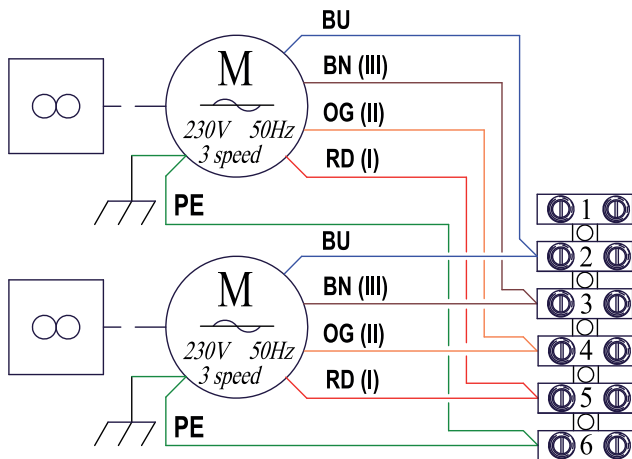 BU
BN (III)
OG (II)
RD (I)
M
230V 50Hz
3 speed
PE
BU
BN (III)
OG (II)
RD (I)
M
230V 50Hz
3 speed
PE
1
2
3
4
5
6